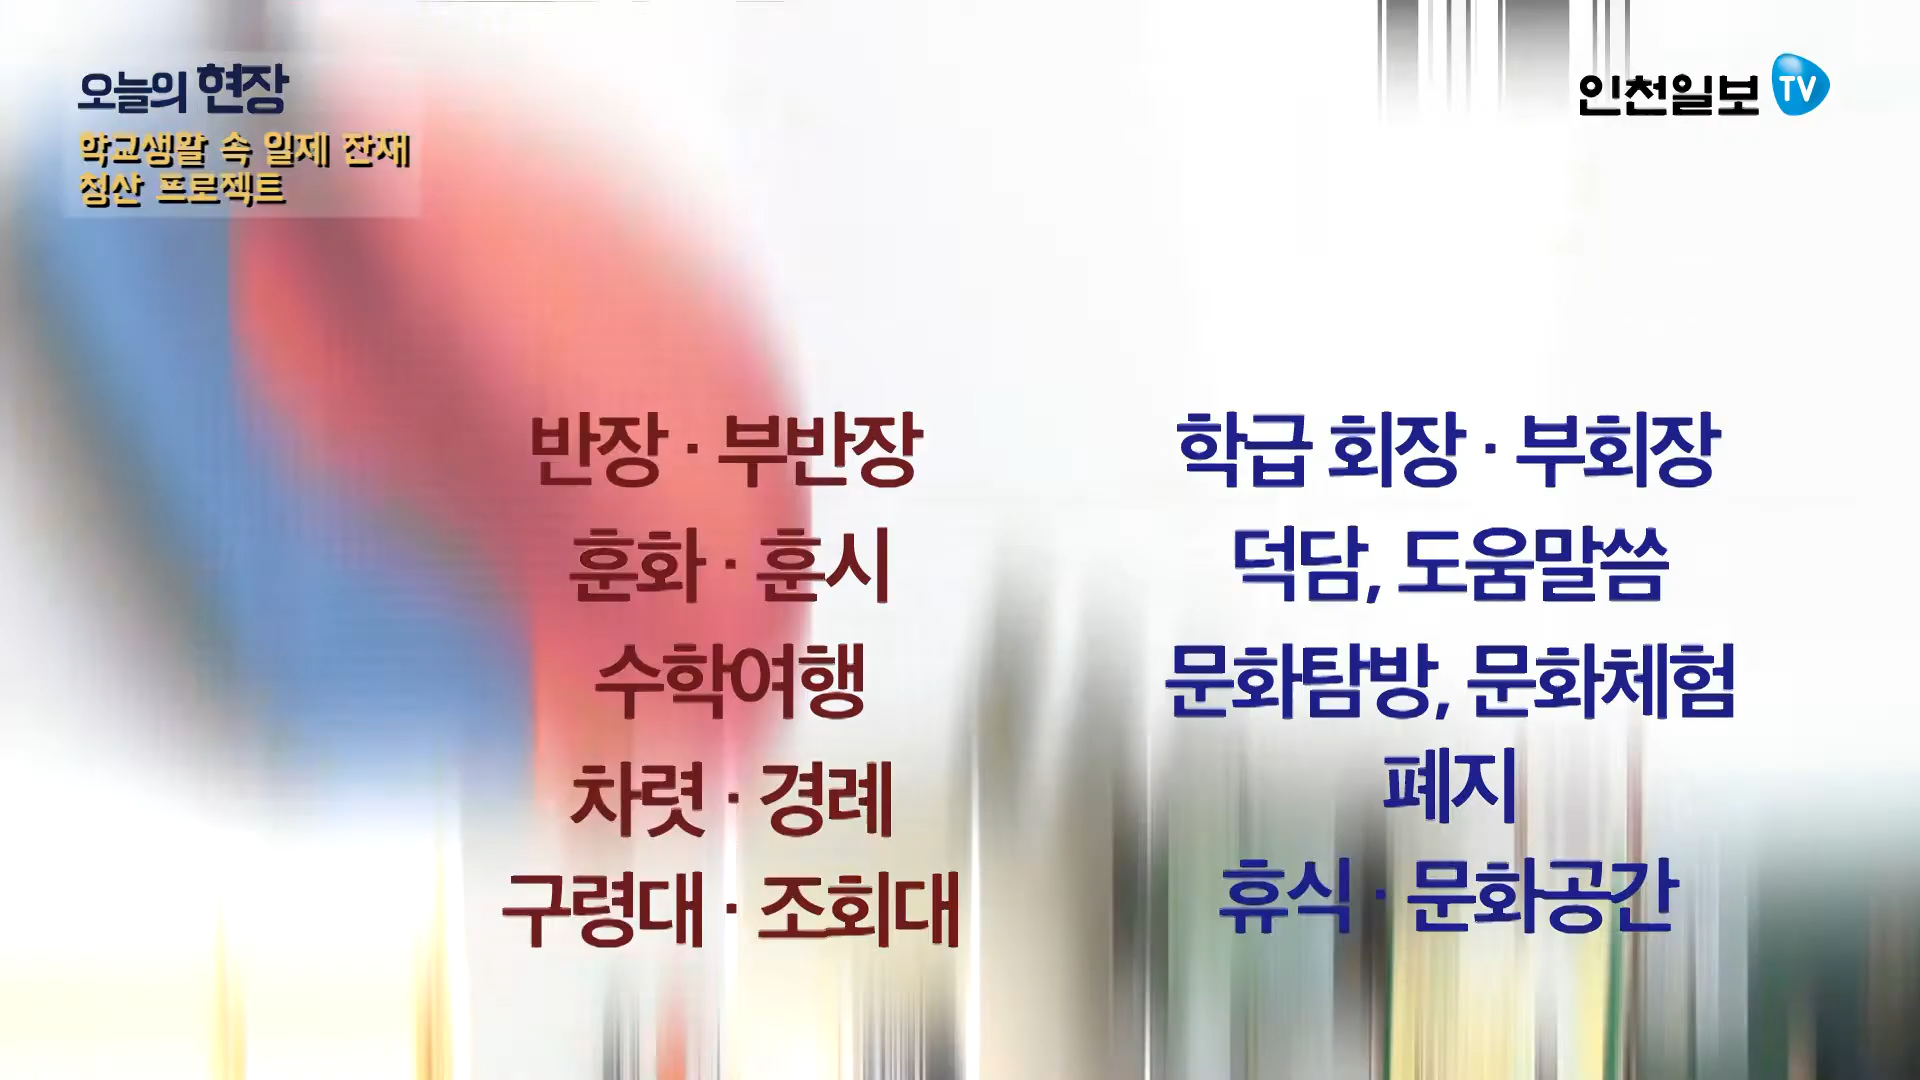 오늘의 현장
학교생활 속 일제 잔재
청산 프로젝트
인천일보 TV
반장 · 부반장 학급 회장 · 부회장
훈화 · 훈시 덕담, 도움말씀
수학여행 문화탐방, 문화체험
차렷 · 경례 폐지
구령대 · 조회대 휴식 · 문화공간